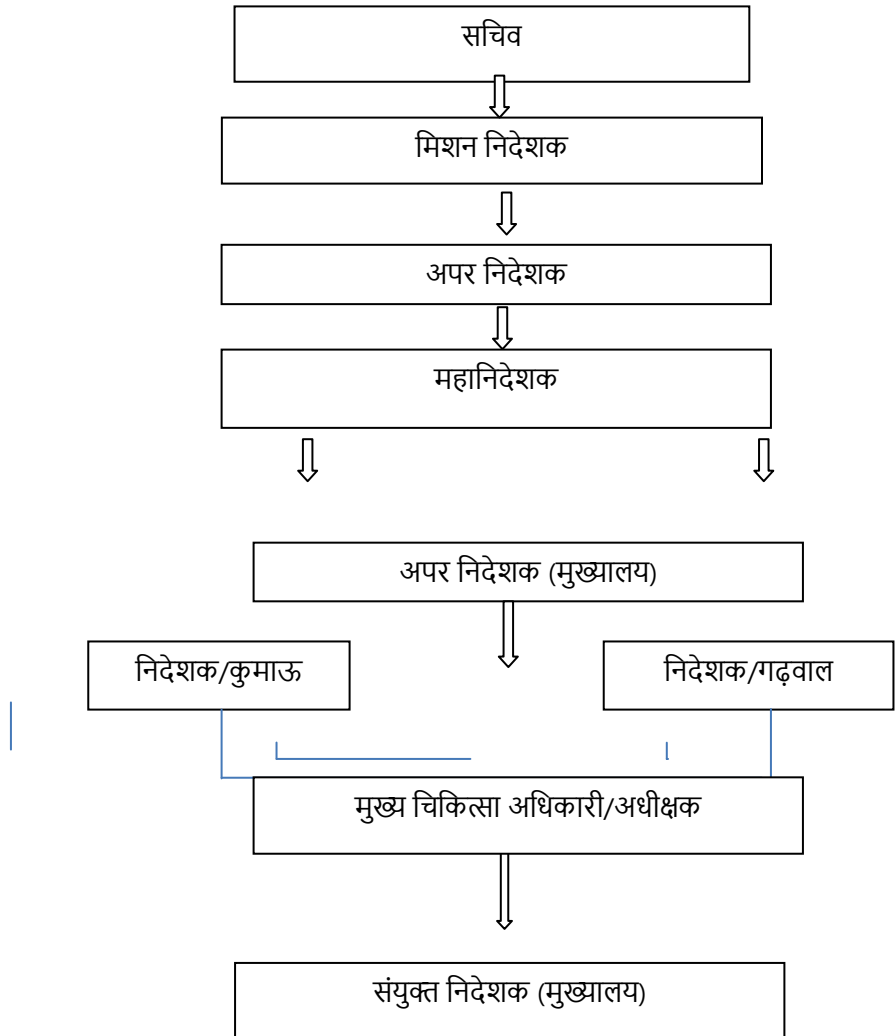 सचिव
मिशन निदेशक
अपर निदेशक
महानिदेशक
अपर निदेशक (मुख्यालय)
निदेशक/कुमाऊ
निदेशक/गढ़वाल
मुख्य चिकित्सा अधिकारी/अधीक्षक
संयुक्त निदेशक (मुख्यालय)